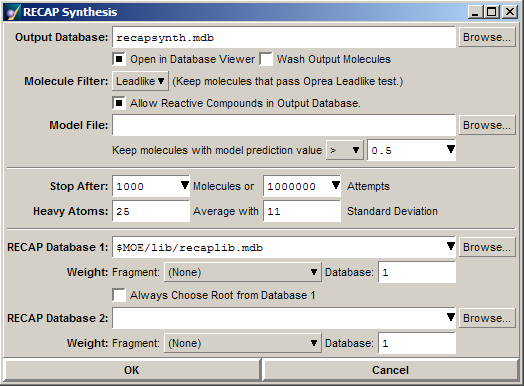 RECAP Synthesis
Output Database: recapsynth.mdb Browse...
Open in Database Viewer Wash Output Molecules
Molecule Filter: Leadlike (Keep molecules that pass Oprea Leadlike test.)
Allow Reactive Compounds in Output Database.
Model File: Browse...
Keep molecules with model prediction value > 0.5
Stop After: 1000 Molecules or 1000000 Attempts
Heavy Atoms: 25 Average with 11 Standard Deviation
RECAP Database 1: $MOE/lib/recaplib.mdb Browse...
Weight: Fragment: (None) Database: 1
Always Choose Root from Database 1
RECAP Database 2: Browse...
Weight: Fragment: (None) Database: 1
OK Cancel